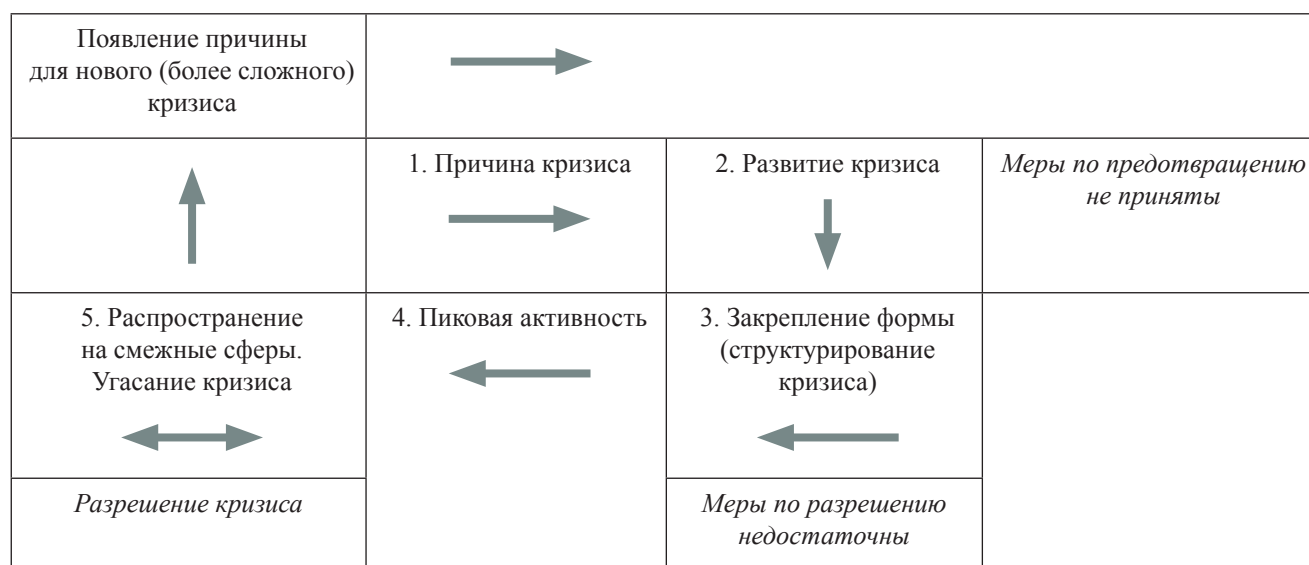 Появление причины
для нового (более сложного)
кризиса
1. Причина кризиса
2. Развитие кризиса
Меры по предотвращению
не приняты
5. Распространение
на смежные сферы.
Угасание кризиса
4. Пиковая активность
3. Закрепление формы
(структурирование
кризиса)
Разрешение кризиса
Меры по разрешению
недостаточны